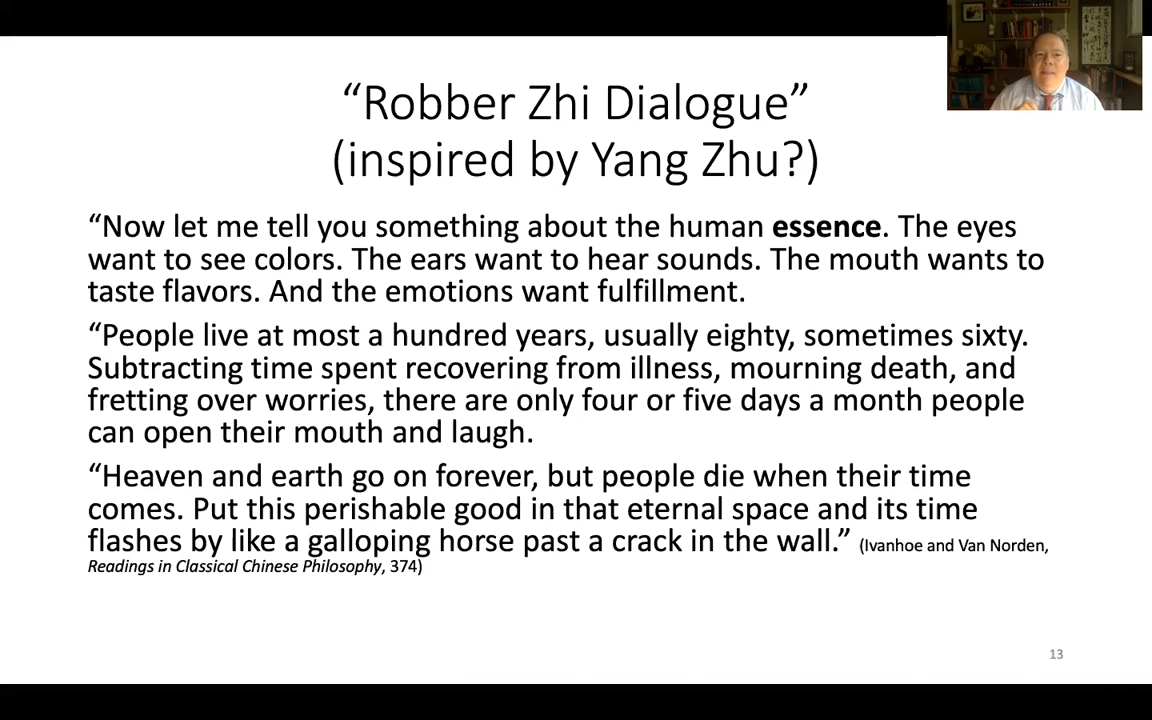 “Robber Zhi Dialogue”
(inspired by Yang Zhu?)
“Now let me tell you something about the human essence. The eyes
want to see colors. The ears want to hear sounds. The mouth wants to
taste flavors. And the emotions want fulfillment.
“People live at most a hundred years, usually eighty, sometimes sixty.
Subtracting time spent recovering from illness, mourning death, and
fretting over worries, there are only four or five days a month people
can open their mouth and laugh.
“Heaven and earth go on forever, but people die when their time
comes. Put this perishable good in that eternal space and its time
flashes by like a galloping horse past a crack in the wall.” (Ivanhoe and Van Norden,
Readings in Classical Chinese Philosophy, 374)
13